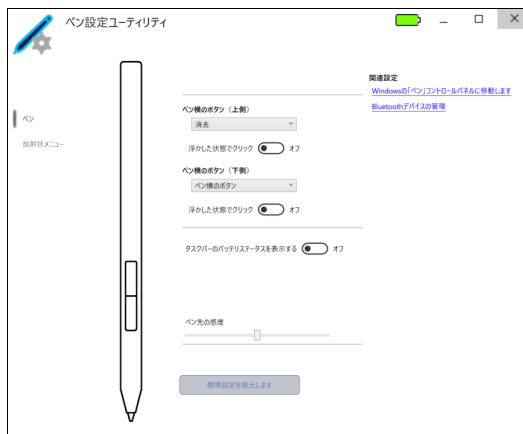 ペン設定ユーティリティ
ペン
放射状メニュー
ペン横のボタン（上側）
消去
浮かした状態でクリック オフ
ペン横のボタン（下側）
ペン横のボタン
浮かした状態でクリック オフ
タスクバーのバッテリステータスを表示する オフ
ペン先の感度
標準設定を復元します
関連設定
Windowsの「ペン」コントロールパネルに移動します
Bluetoothデバイスの管理